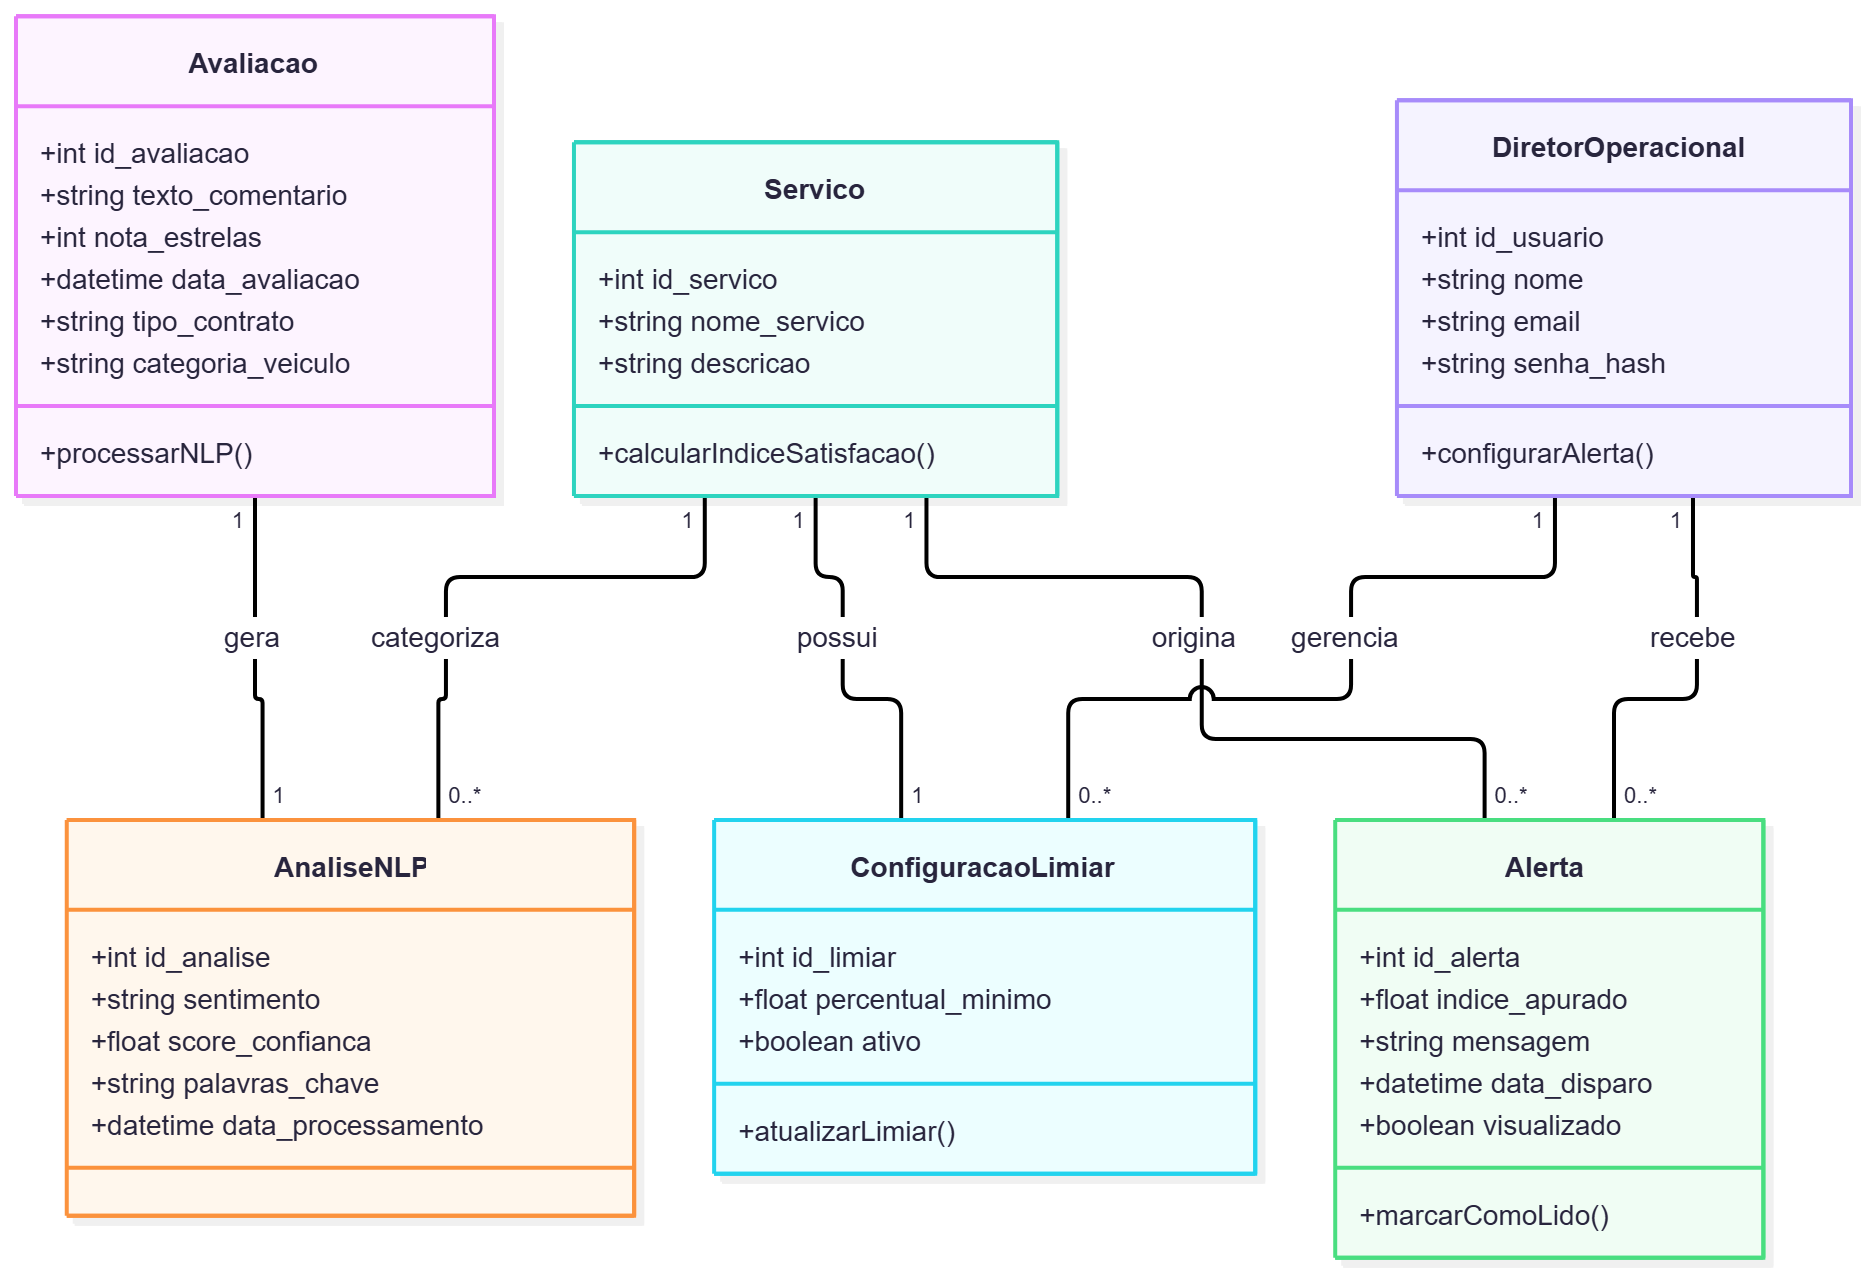 Avaliacao
+int id_avaliacao
+string texto_comentario
+int nota_estrelas
+datetime data_avaliacao
+string tipo_contrato
+string categoria_veiculo
+processarNLP()
Servico
+int id_servico
+string nome_servico
+string descricao
+calcularIndiceSatisfacao()
DiretorOperacional
+int id_usuario
+string nome
+string email
+string senha_hash
+configurarAlerta()
1
1
1
1
1
1
gera
categoriza
possui
origina
gerencia
recebe
1
0..*
1
0..*
0..*
0..*
AnaliseNLP
+int id_analise
+string sentimento
+float score_confianca
+string palavras_chave
+datetime data_processamento
ConfiguracaoLimiar
+int id_limiar
+float percentual_minimo
+boolean ativo
+atualizarLimiar()
Alerta
+int id_alerta
+float indice_apurado
+string mensagem
+datetime data_disparo
+boolean visualizado
+marcarComoLido()